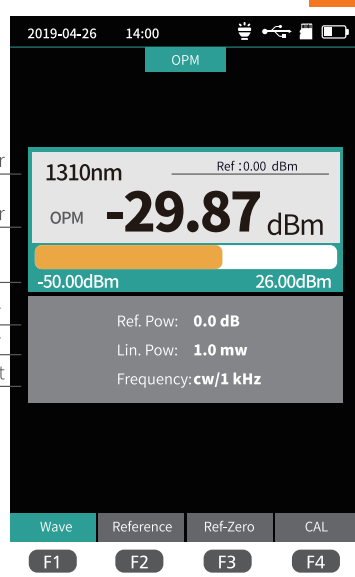 2019-04-26 14:00
OPM
1310nm Ref :0.00 dBm
OPM -29.87 dBm
-50.00dBm 26.00dBm
Ref. Pow: 0.0 dB
Lin. Pow: 1.0 mw
Frequency: cw/1 kHz
Wave Reference Ref-Zero CAL
F1 F2 F3 F4